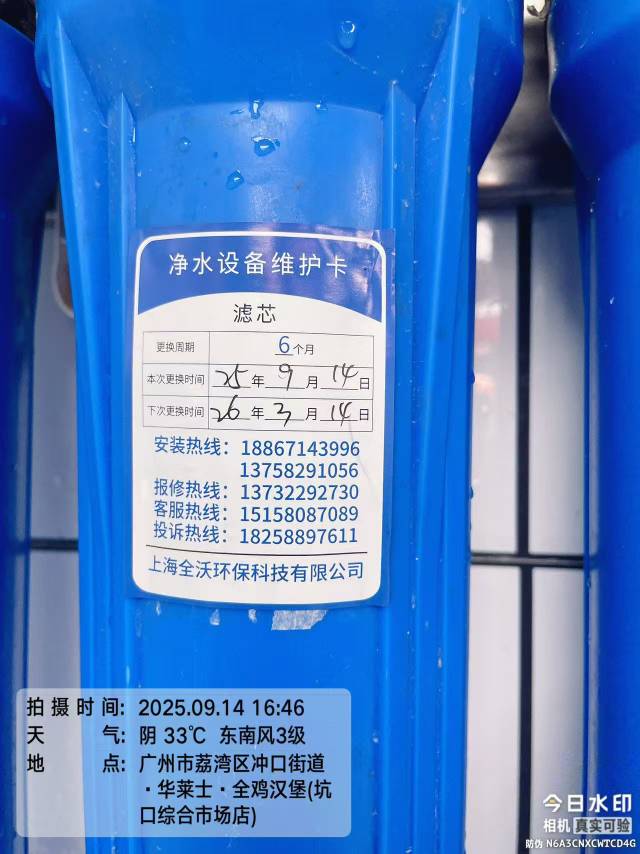 净水设备维护卡
滤芯
更换周期 6个月
本次更换时间 25年9月14日
下次更换时间 26年3月14日
安装热线：18867143996
13758291056
报修热线：13732292730
客服热线：15158087089
投诉热线：18258897611
上海全沃环保科技有限公司
拍摄时间：2025.09.14 16:46
天气：阴 33℃ 东南风3级
地点：广州市荔湾区冲口街道
·华莱士·全鸡汉堡(坑
口综合市场店)
今日水印
相机 真实可验
防伪 N6A3CNXCWTCD4G